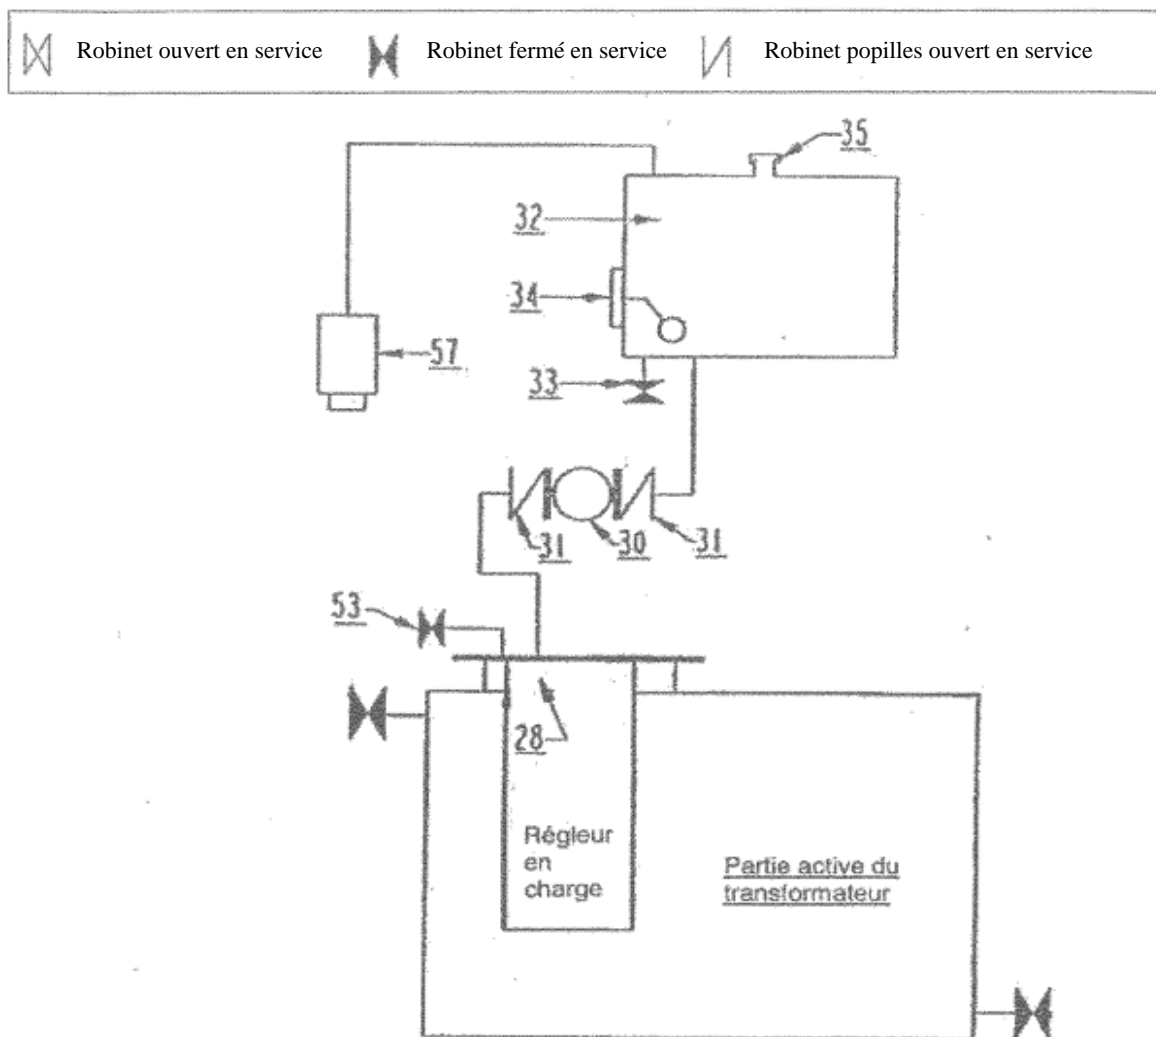 Robinet ouvert en service Robinet fermé en service Robinet popilles ouvert en service
35
32
34
57
33
31 30 31
53
28
Régleur
en
charge
Partie active du
transformateur